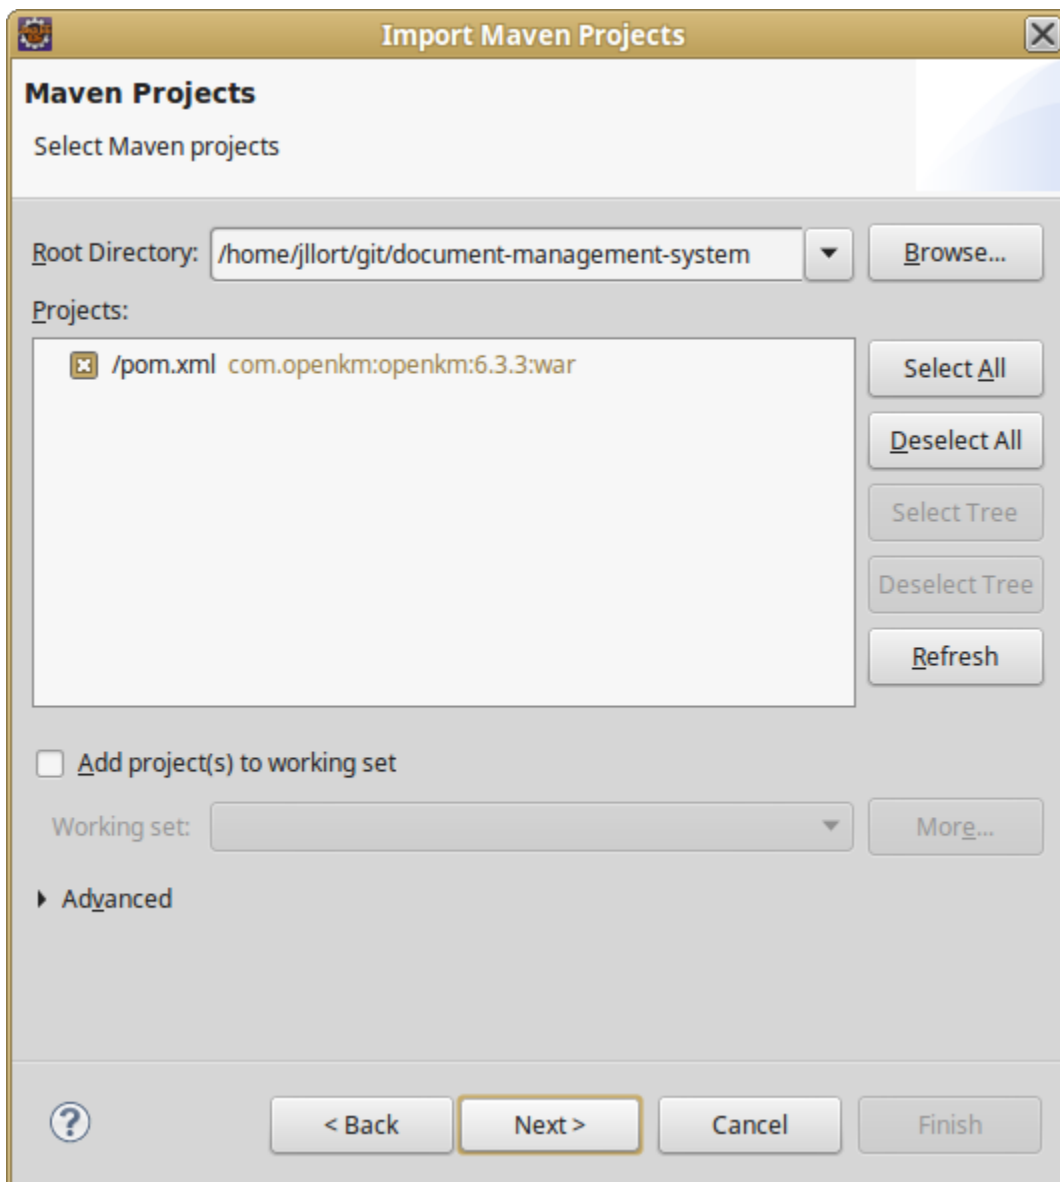 Import Maven Projects
Maven Projects
Select Maven projects
Root Directory: /home/jllort/git/document-management-system Browse...
Projects:
/pom.xml com.openkm:openkm:6.3.3:war
Select All
Deselect All
Select Tree
Deselect Tree
Refresh
Add project(s) to working set
Working set: More...
Advanced
? < Back Next > Cancel Finish